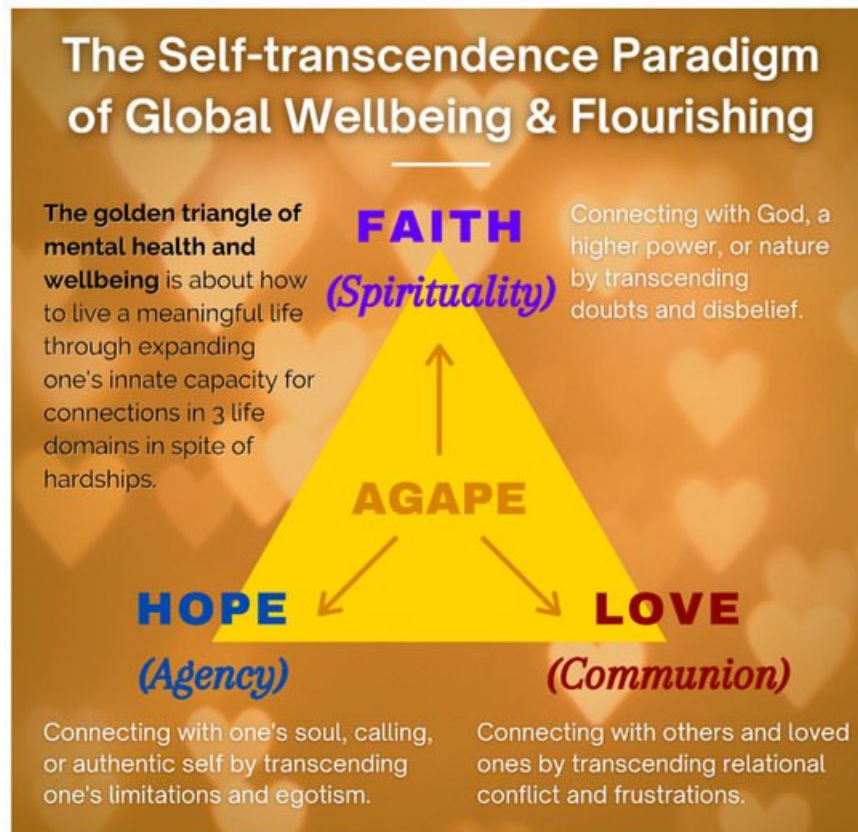 The Self-transcendence Paradigm
of Global Wellbeing & Flourishing
The golden triangle of
mental health and
wellbeing is about how
to live a meaningful life
through expanding
one's innate capacity for
connections in 3 life
domains in spite of
hardships.
FAITH
(Spirituality)
Connecting with God, a
higher power, or nature
by transcending
doubts and disbelief.
AGAPE
HOPE
(Agency)
Connecting with one's soul, calling,
or authentic self by transcending
one's limitations and egotism.
LOVE
(Communion)
Connecting with others and loved
ones by transcending relational
conflict and frustrations.